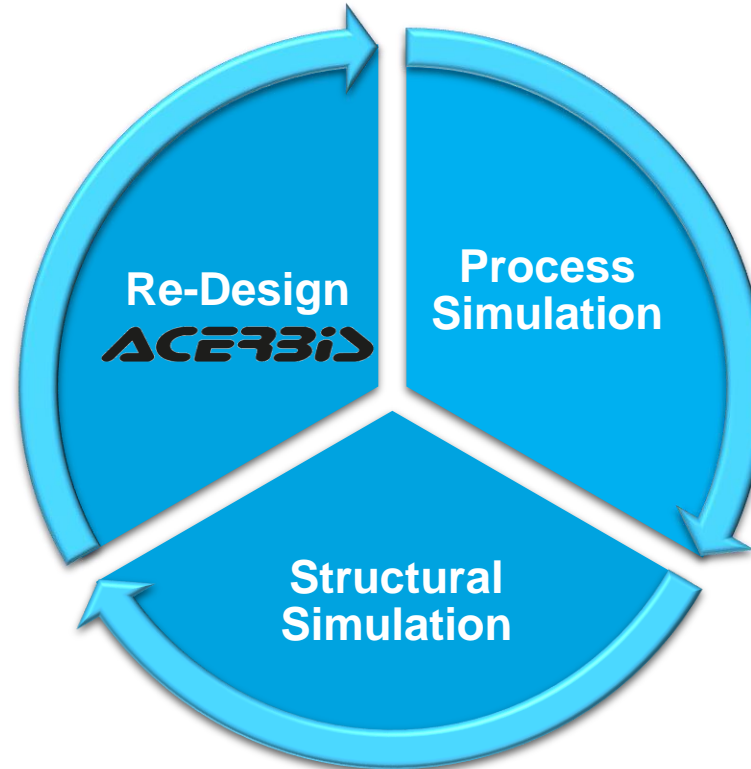 Re-Design
ACERBiS
Process
Simulation
Structural
Simulation